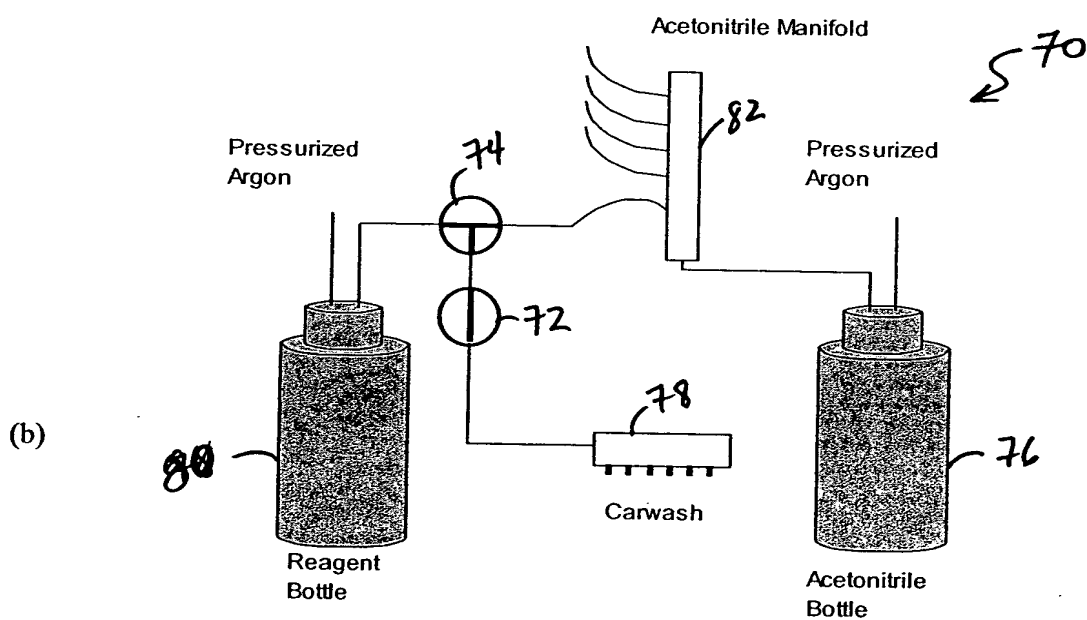 Acetonitrile Manifold
70
82
74
Pressurized
Argon
Pressurized
Argon
72
78
(b)
80
76
Carwash
Reagent
Bottle
Acetonitrile
Bottle